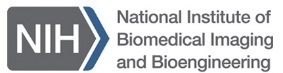 NIH
National Institute of
Biomedical Imaging
and Bioengineering